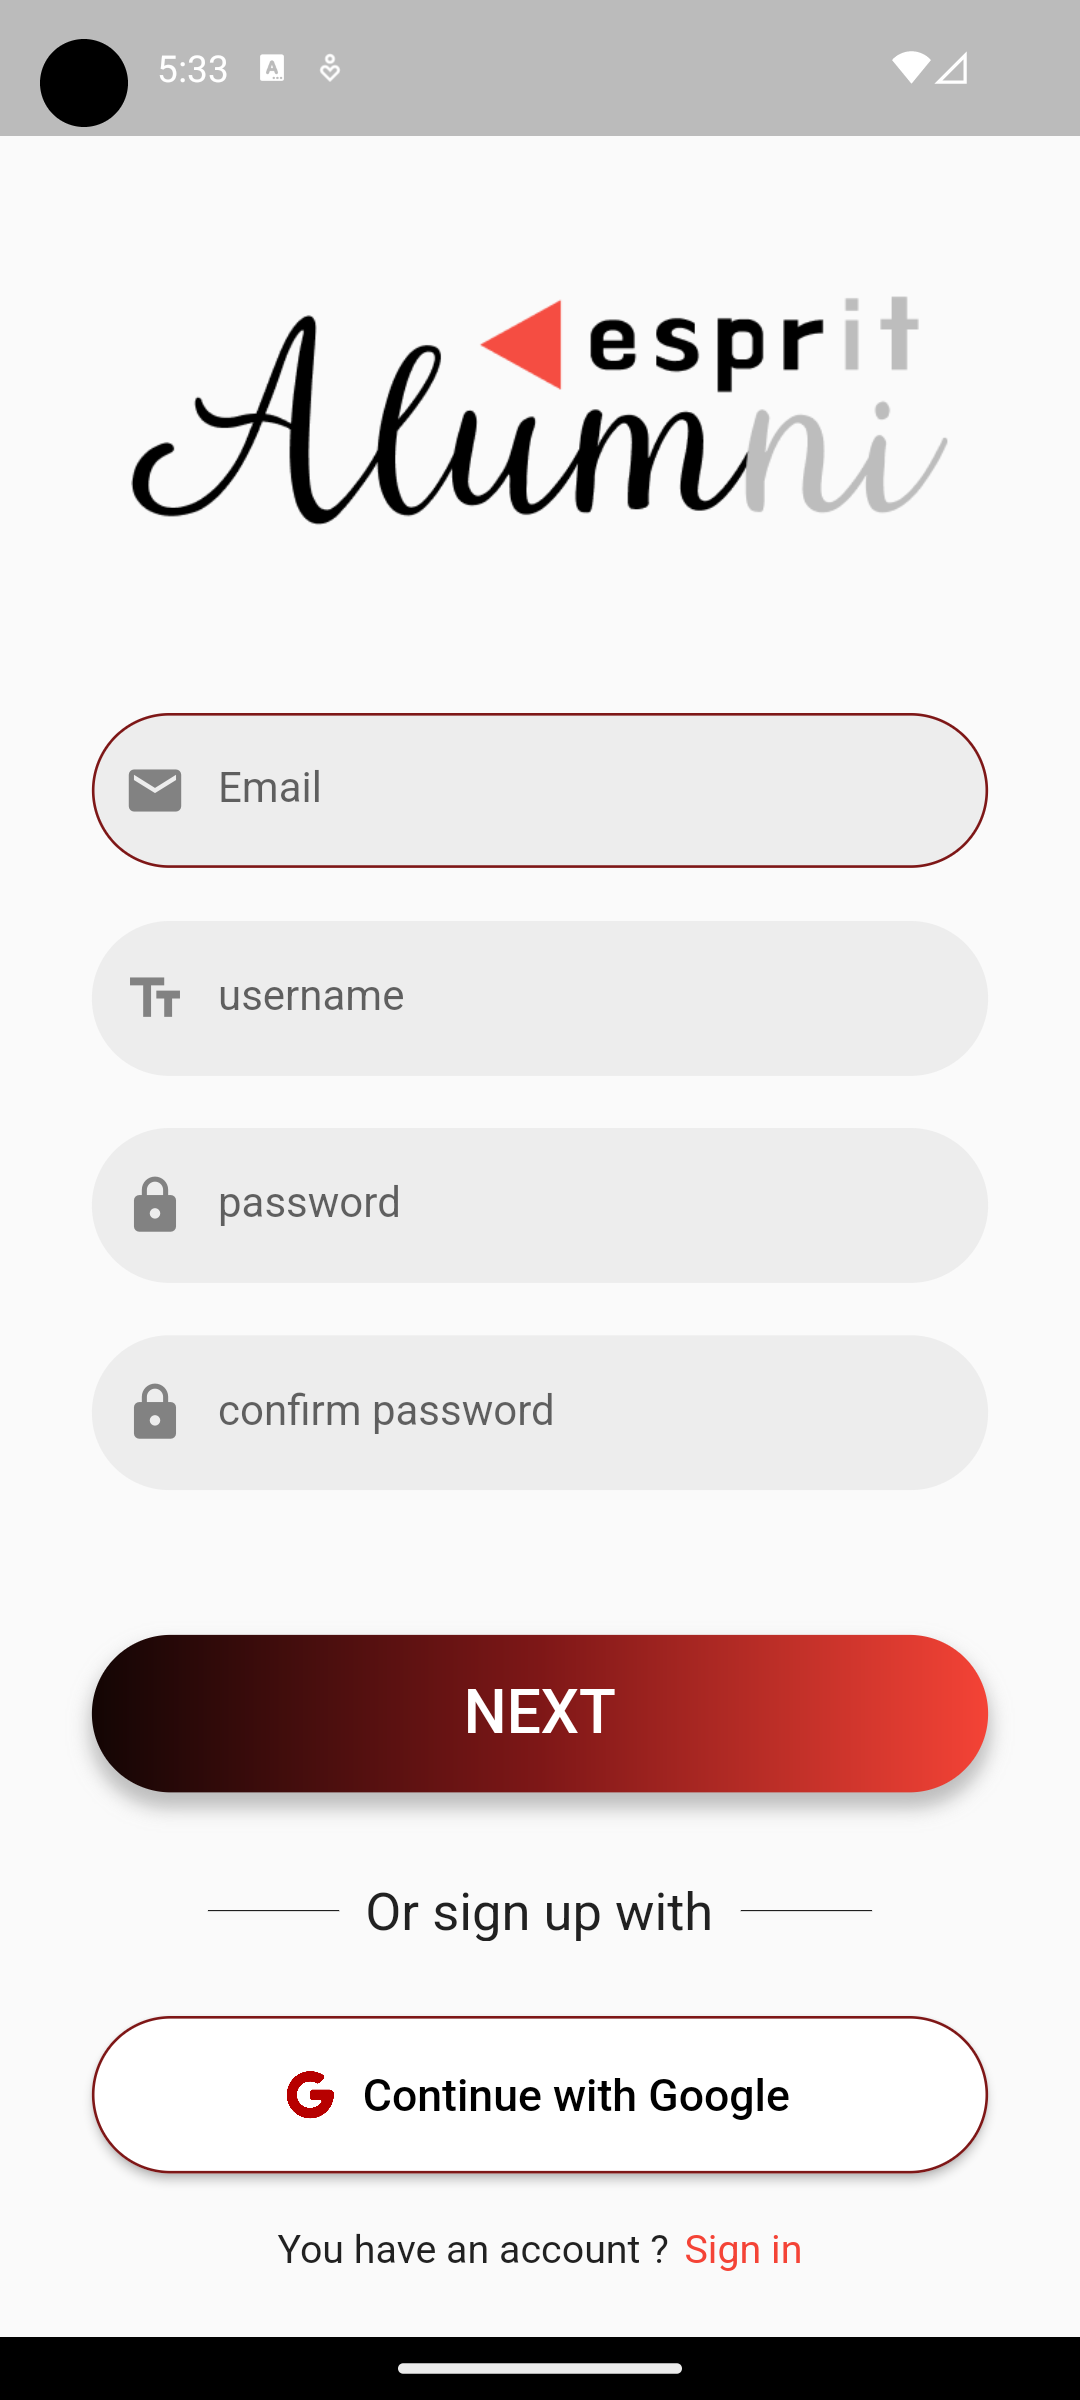 5:33
esprit
Alumni
Email
username
password
confirm password
NEXT
Or sign up with
Continue with Google
You have an account ? Sign in